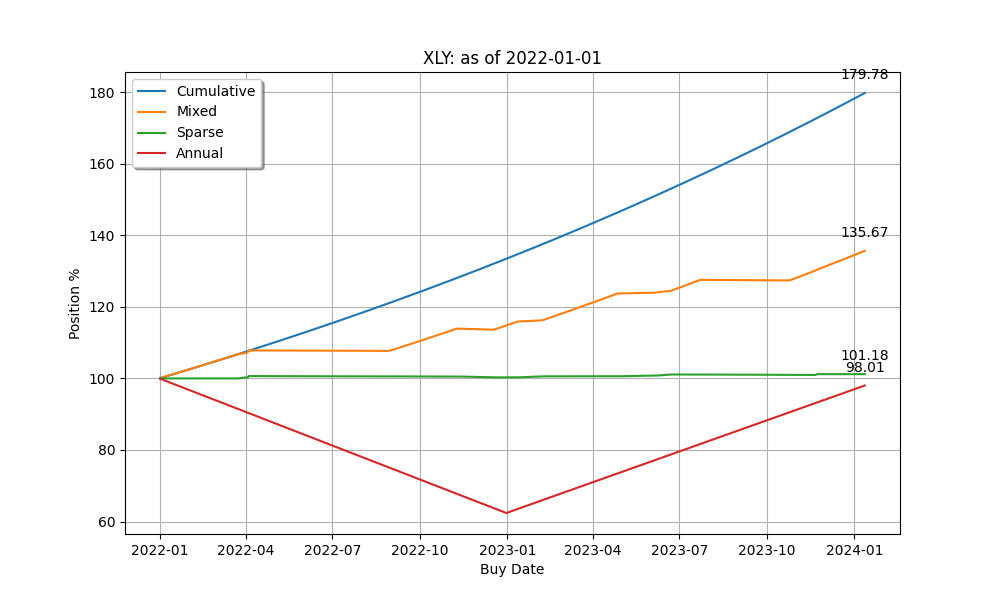 XLY: as of 2022-01-01
179.78
180
Cumulative
Mixed
Sparse
Annual
160
140
135.67
120
101.18
98.01
100
80
60
Position %
2022-01 2022-04 2022-07 2022-10 2023-01 2023-04 2023-07 2023-10 2024-01
Buy Date